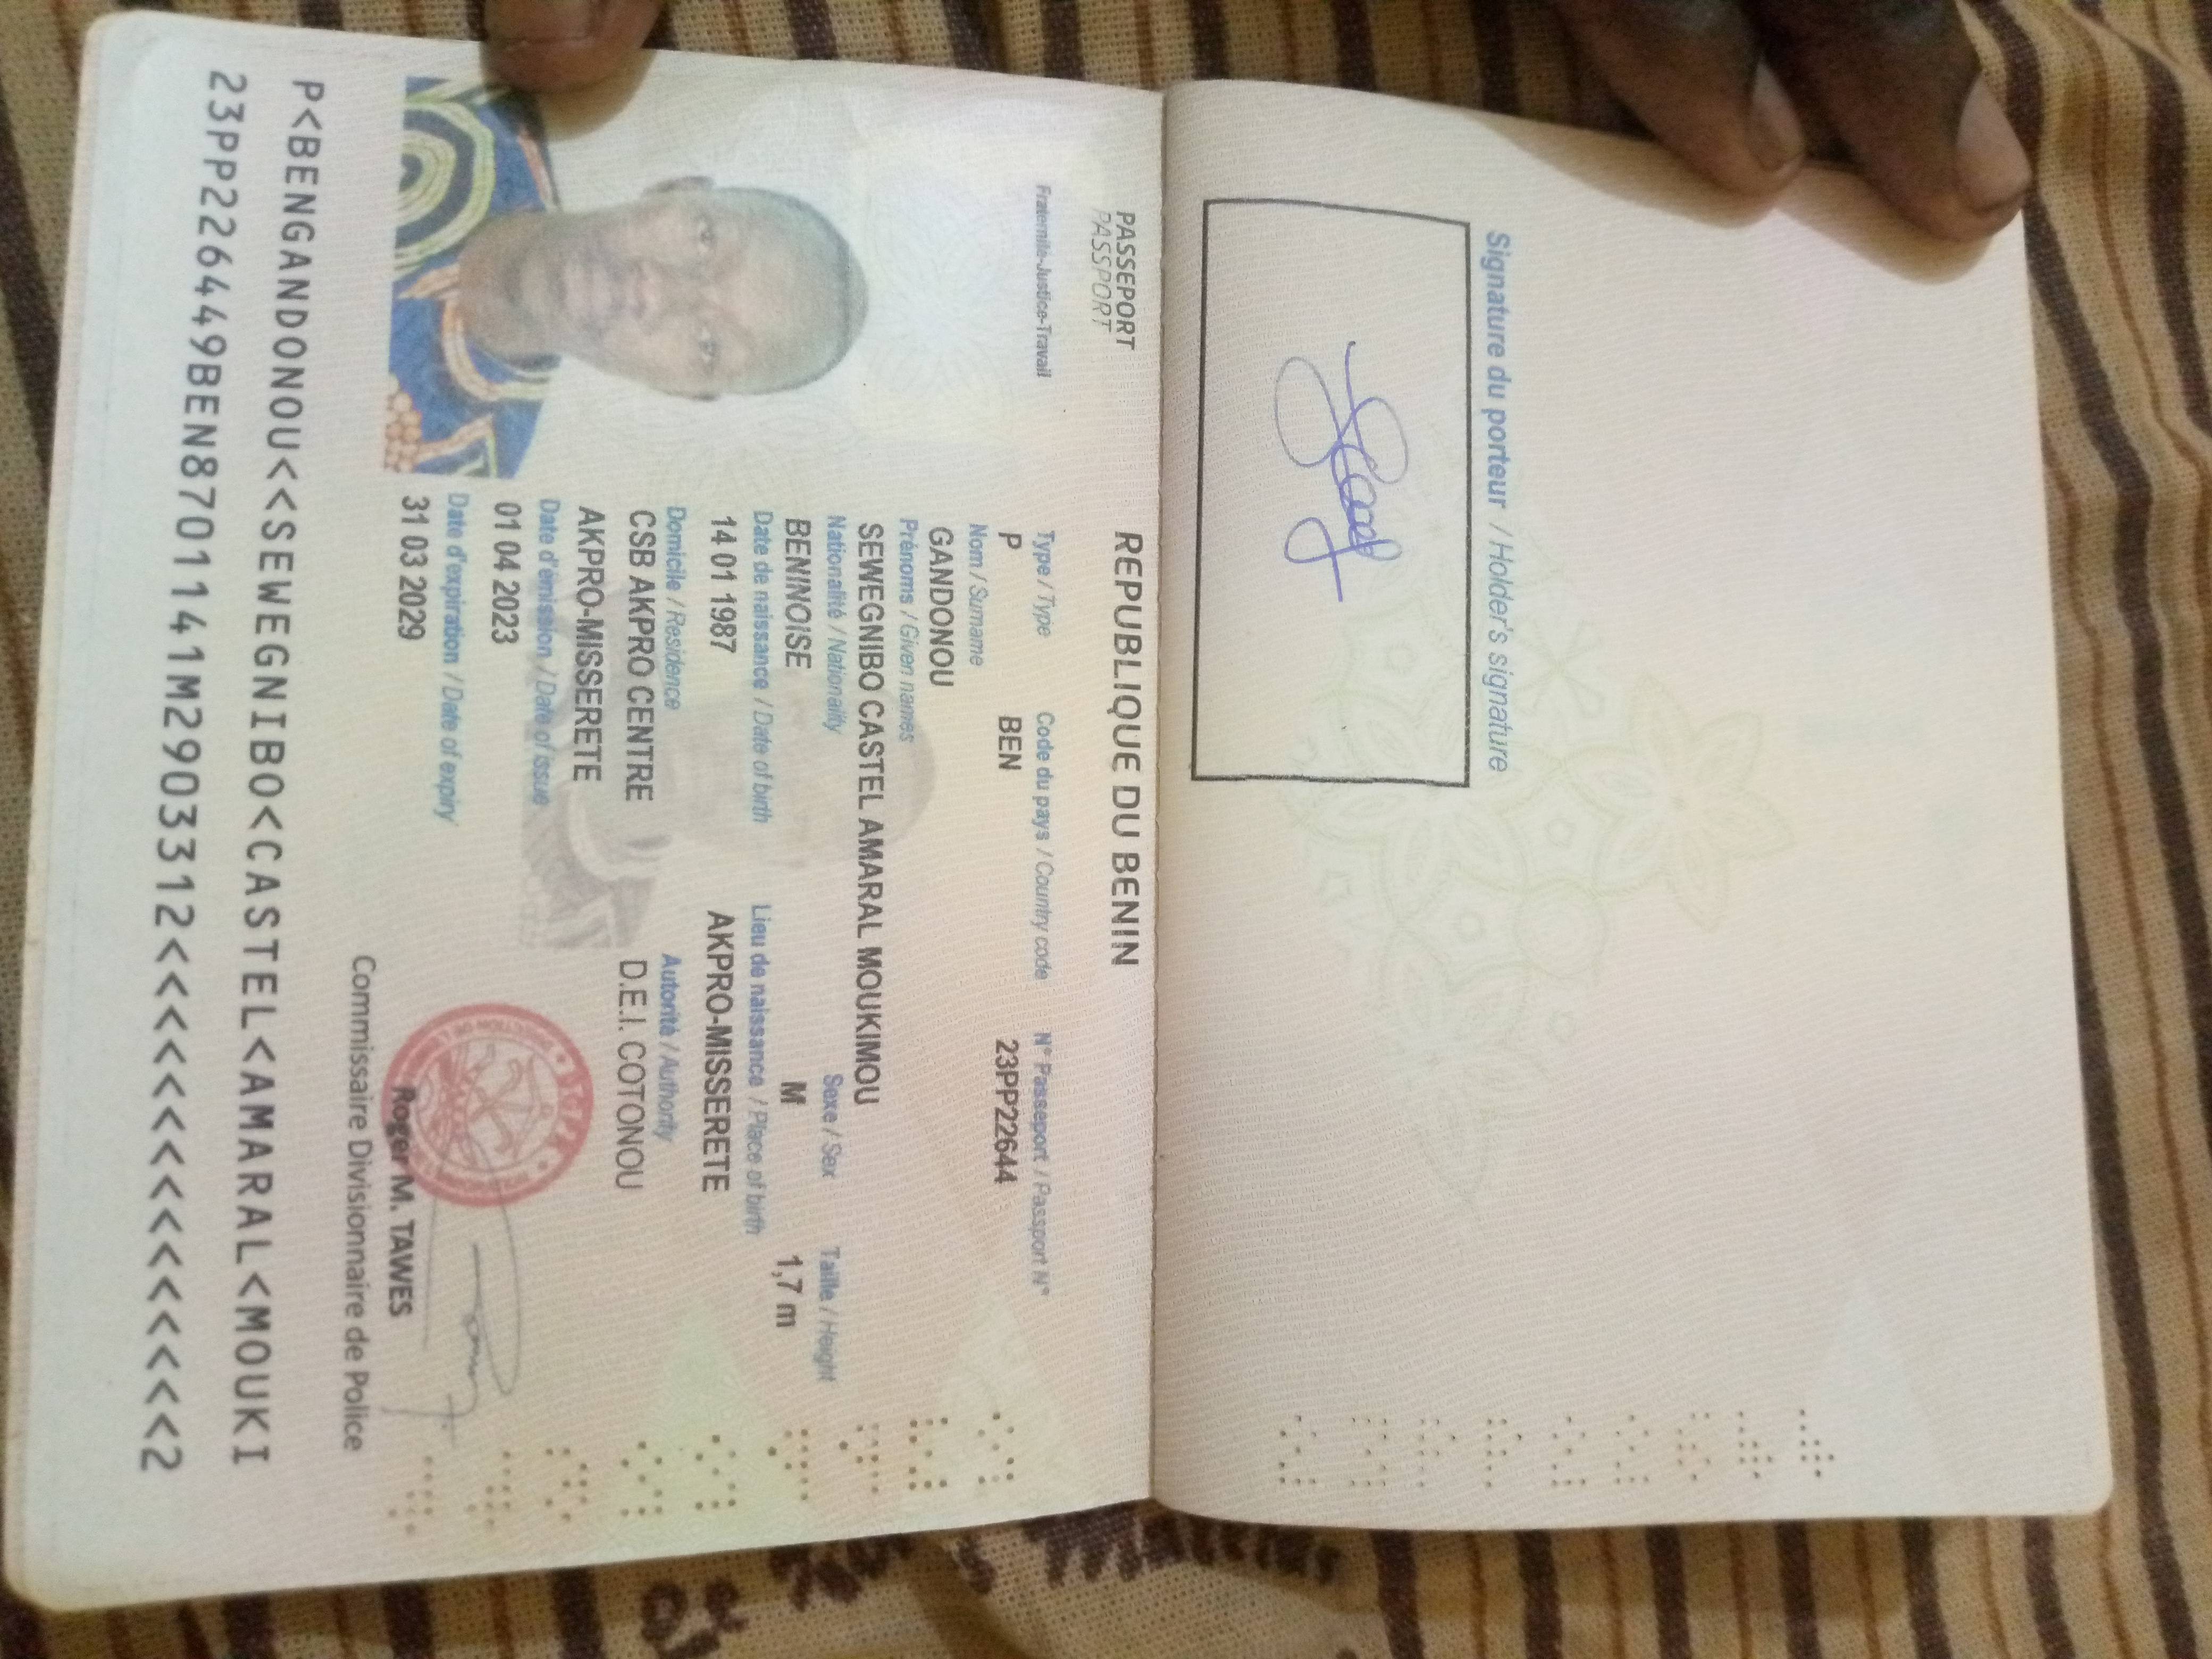 Signature du porteur / Holder's signature
REPUBLIQUE DU BENIN
PASSEPORT
PASSPORT
Type / Type
Code du pays / Country code
N° Passeport / Passport N°
P
BEN
23PP22644
Fraternité-Justice-Travail
Nom / Surname
GANDONOU
Prénoms / Given names
SEWEGNIBO CASTEL AMARAL MOUKIMOU
Nationalité / Nationality
Sexe / Sex
Taille / Height
BENINOISE
M
1,7 m
Date de naissance / Date of birth
Lieu de naissance / Place of birth
14 01 1987
AKPRO-MISSERETE
Domicile / Residence
Autorité / Authority
CSB AKPRO CENTRE
D.E.I. COTONOU
AKPRO-MISSERETE
Date d'émission / Date of issue
01 04 2023
Date d'expiration / Date of expiry
31 03 2029
Roger M. TAWES
Commissaire Divisionnaire de Police
P<BENGANDONOU<<SEWEGNIBO<CASTEL<AMARAL<MOUKI
23PP226449BEN8701141M2903312<<<<<<<<<<<<<<<2